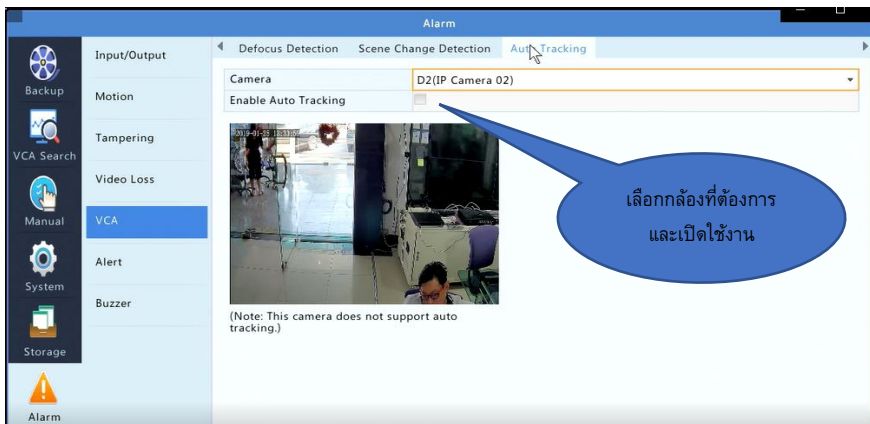 Alarm
Backup
VCA Search
Manual
System
Storage
Alarm
Input/Output
Motion
Tampering
Video Loss
VCA
Alert
Buzzer
Defocus Detection Scene Change Detection Auto Tracking
Camera D2(IP Camera 02)
Enable Auto Tracking
(Note: This camera does not support auto
tracking.)
เลือกกล้องที่ต้องการ
และเปิดใช้งาน